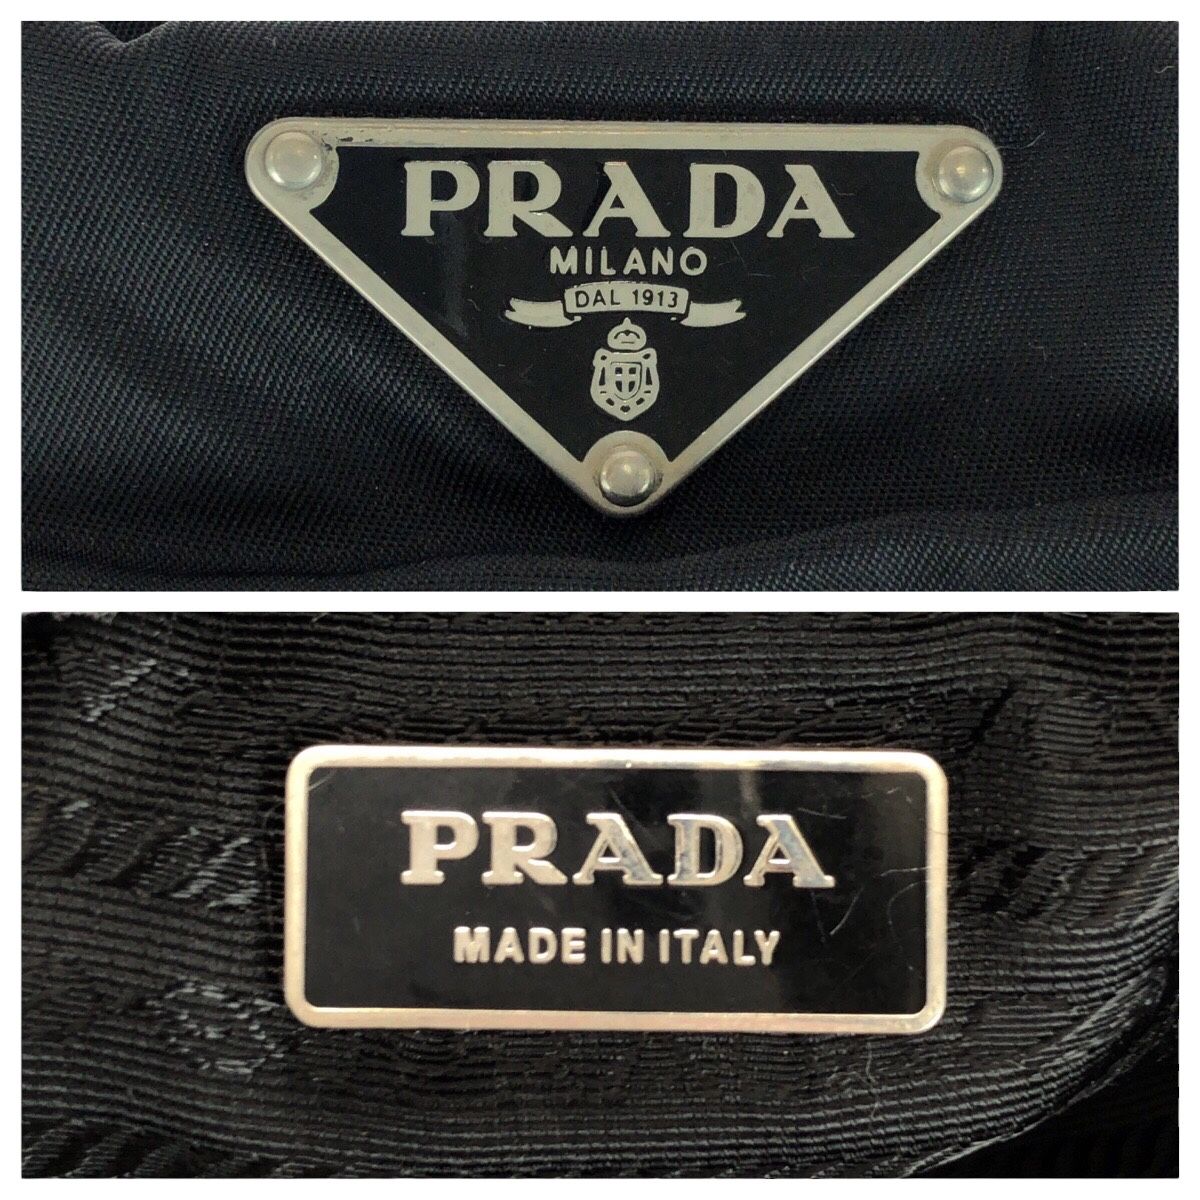 PRADA
MILANO
DAL 1913
PRADA
MADE IN ITALY